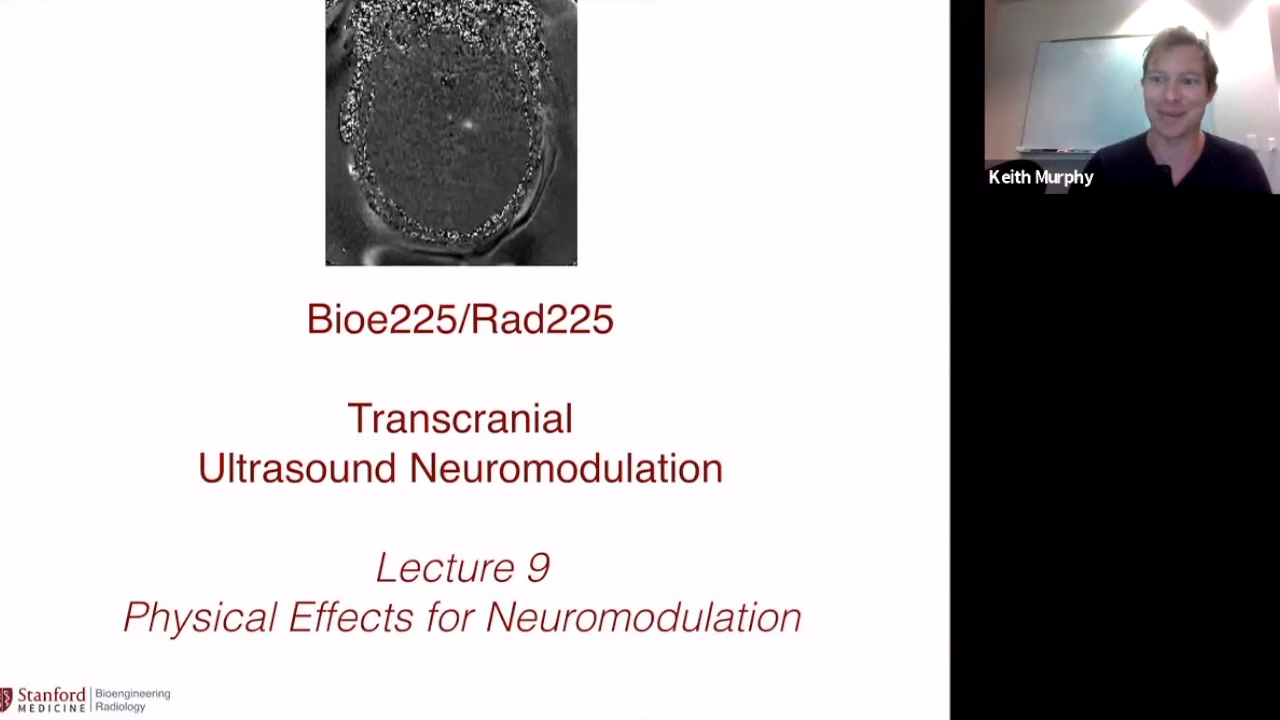 Keith Murphy
Bioe225/Rad225
Transcranial
Ultrasound Neuromodulation
Lecture 9
Physical Effects for Neuromodulation
Stanford
MEDICINE
Bioengineering
Radiology